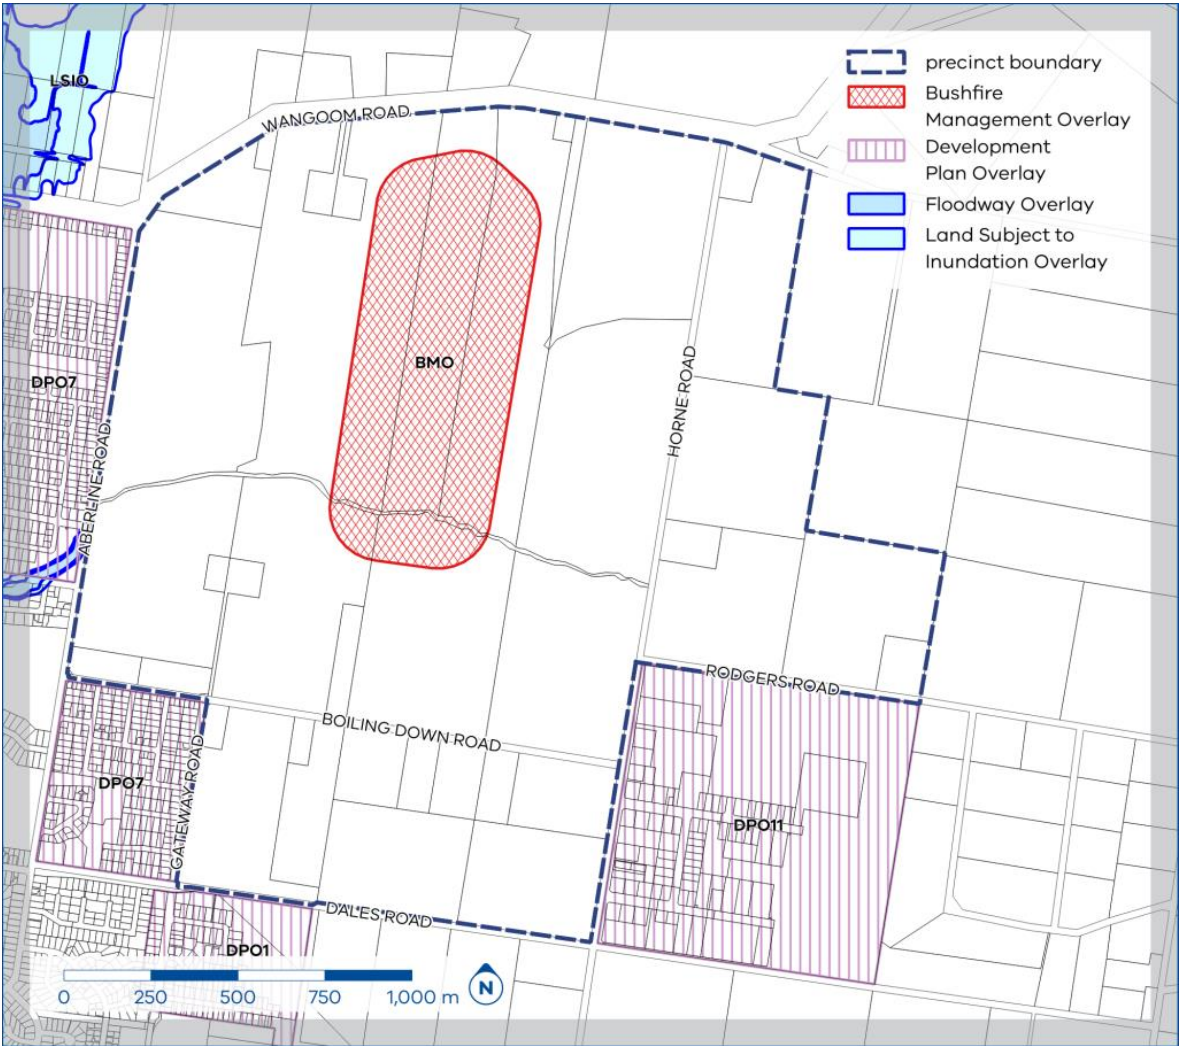 LSIO
WANGOOM ROAD
precinct boundary
Bushfire
Management Overlay
Development
Plan Overlay
Floodway Overlay
Land Subject to
Inundation Overlay
DPO7
BMO
HORNE ROAD
ABERLINE ROAD
RODGERS ROAD
BOILING DOWN ROAD
DPO7
GATEWAY ROAD
DPO11
DALES ROAD
DPO1
0 250 500 750 1,000 m
N